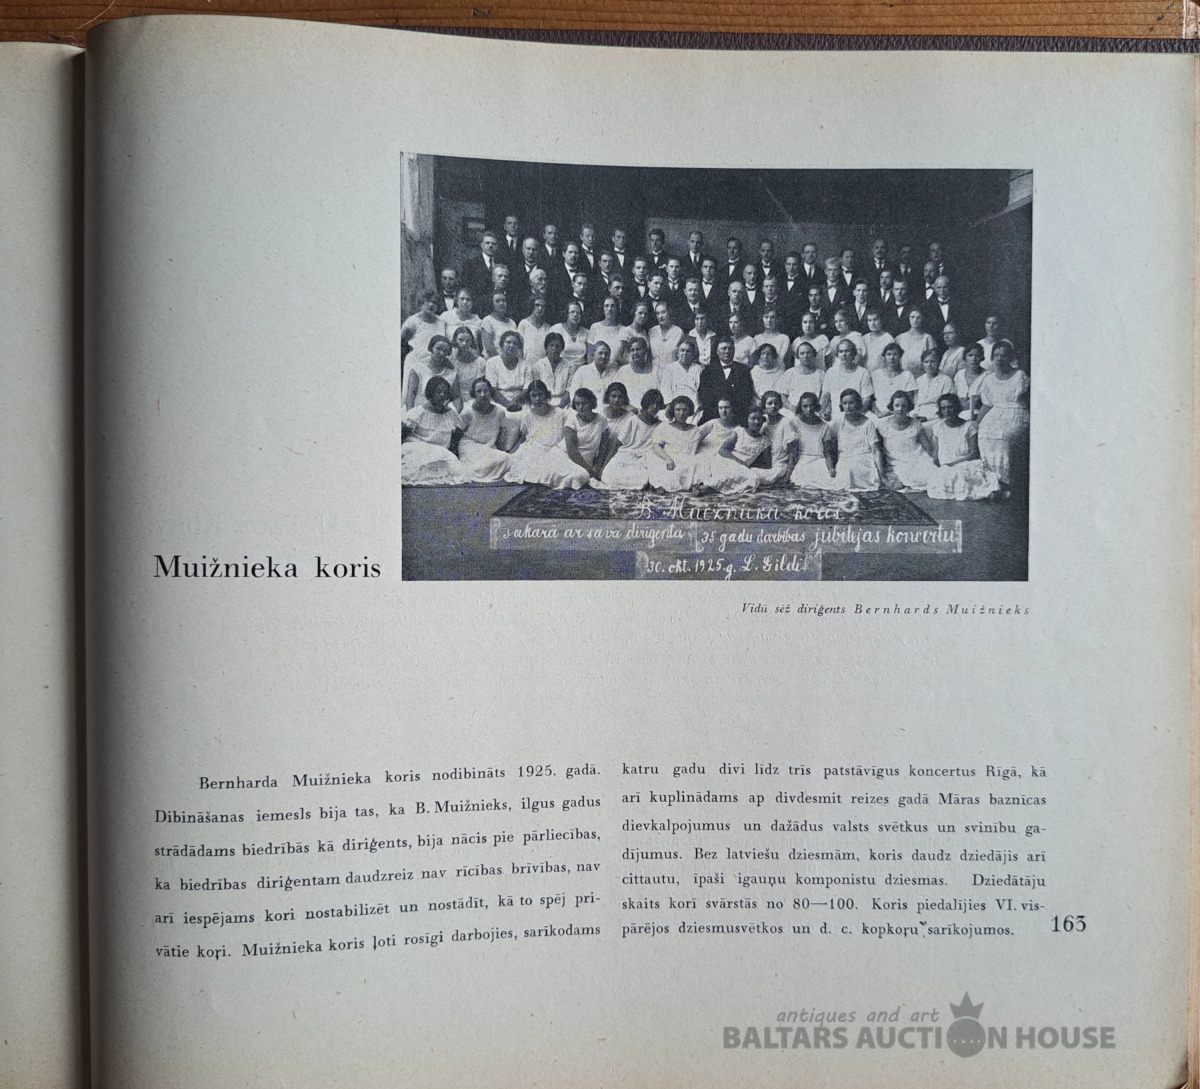 B. Muižnieka koris
sakarā ar sava diriģenta 35 gadu darbības jubilejas koncertu
30. okt. 1925. g. L. Ģildē
Muižnieka koris
Vidū sēž diriģents Bernhards Muižnieks
Bernharda Muižnieka koris nodibināts 1925. gadā.
Dibināšanas iemesls bija tas, ka B. Muižnieks, ilgus gadus
strādādams biedrībās kā diriģents, bija nācis pie pārliecības,
ka biedrības diriģentam daudzreiz nav rīcības brīvības, nav
arī iespējams kori nostabilizēt un nostādīt, kā to spēj pri-
vātie koŗi. Muižnieka koris ļoti rosīgi darbojies, sarīkodams
katru gadu divi līdz trīs patstāvīgus koncertus Rīgā, kā
arī kuplinādams ap divdesmit reizes gadā Māras baznīcas
dievkalpojumus un dažādus valsts svētkus un svinību ga-
dījumus. Bez latviešu dziesmām, koris daudz dziedājis arī
cittautu, īpaši igauņu komponistu dziesmas. Dziedātāju
skaits korī svārstās no 80—100. Koris piedalījies VI. vis-
pārējos dziesmusvētkos un d. c. kopkoŗu sarīkojumos.
163
antiques and art
BALTARS AUCTION HOUSE